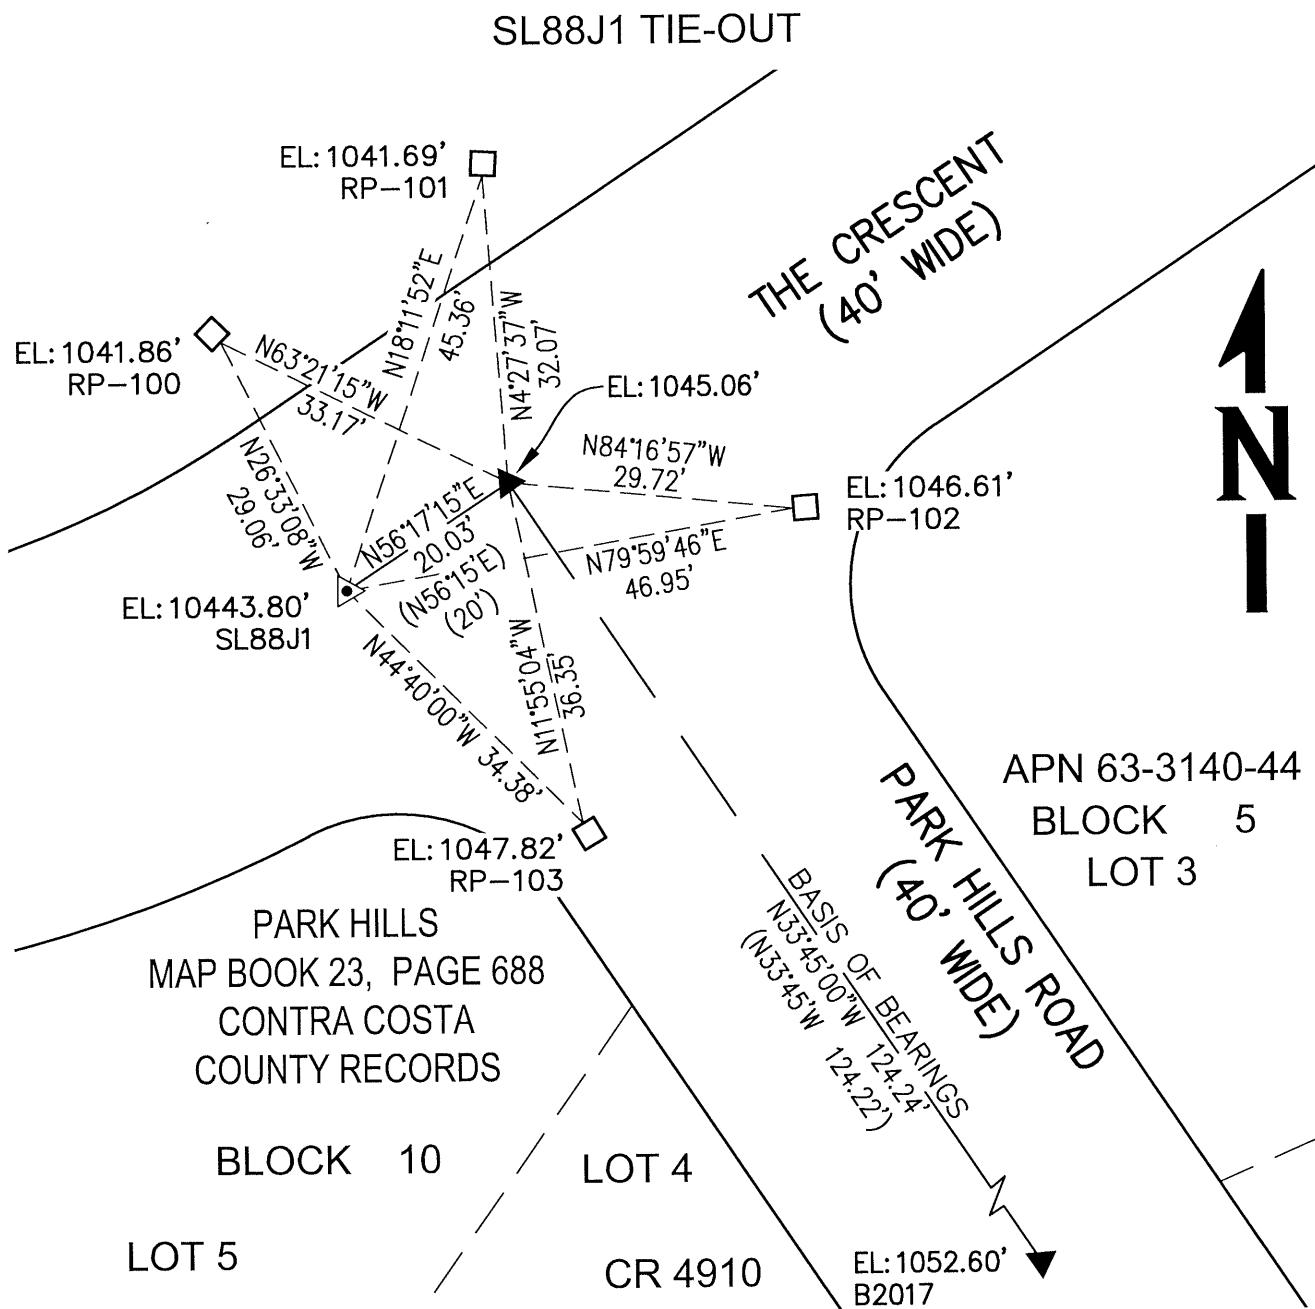 SL88J1 TIE-OUT
EL: 1041.69'
RP-101
THE CRESCENT
(40' WIDE)
N18°11'52"E
45.36'
N4°27'37"W
32.07'
EL: 1041.86'
RP-100
N63°21'15"W
33.17'
EL: 1045.06'
N84°16'57"W
29.72'
N
EL: 1046.61'
RP-102
N26°33'08"W
29.06'
N56°17'15"E
20.03'
(N56°15'E)
(20')
N79°59'46"E
46.95'
EL: 10443.80'
SL88J1
N44°40'00"W 34.38'
N11°55'04"W
36.35'
EL: 1047.82'
RP-103
APN 63-3140-44
BLOCK 5
LOT 3
PARK HILLS ROAD
(40' WIDE)
BASIS OF BEARINGS
N33°45'00"W 124.24'
(N33°45'W 124.22')
PARK HILLS
MAP BOOK 23, PAGE 688
CONTRA COSTA
COUNTY RECORDS
BLOCK 10
LOT 4
LOT 5
CR 4910
EL: 1052.60'
B2017